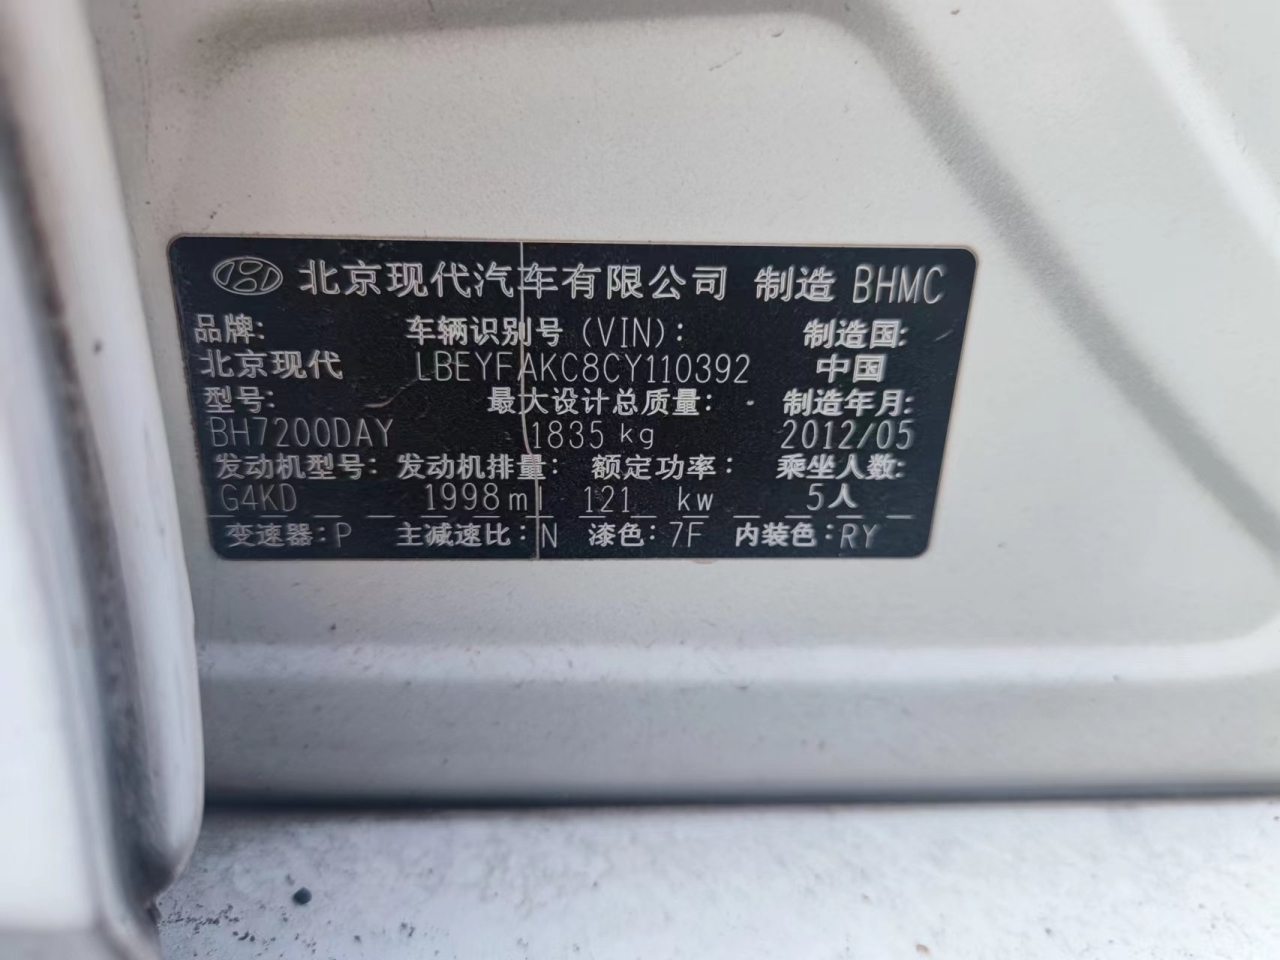 北京现代汽车有限公司 制造 BHMC
品牌: 车辆识别号(VIN): 制造国:
北京现代 LBEYFAKC8CY110392 中国
型号: 最大设计总质量: 制造年月:
BH7200DAY 1835 kg 2012/05
发动机型号: 发动机排量: 额定功率: 乘坐人数:
G4KD 1998ml 121 kw 5人
变速器:P 主减速比:N 漆色:7F 内装色:RY